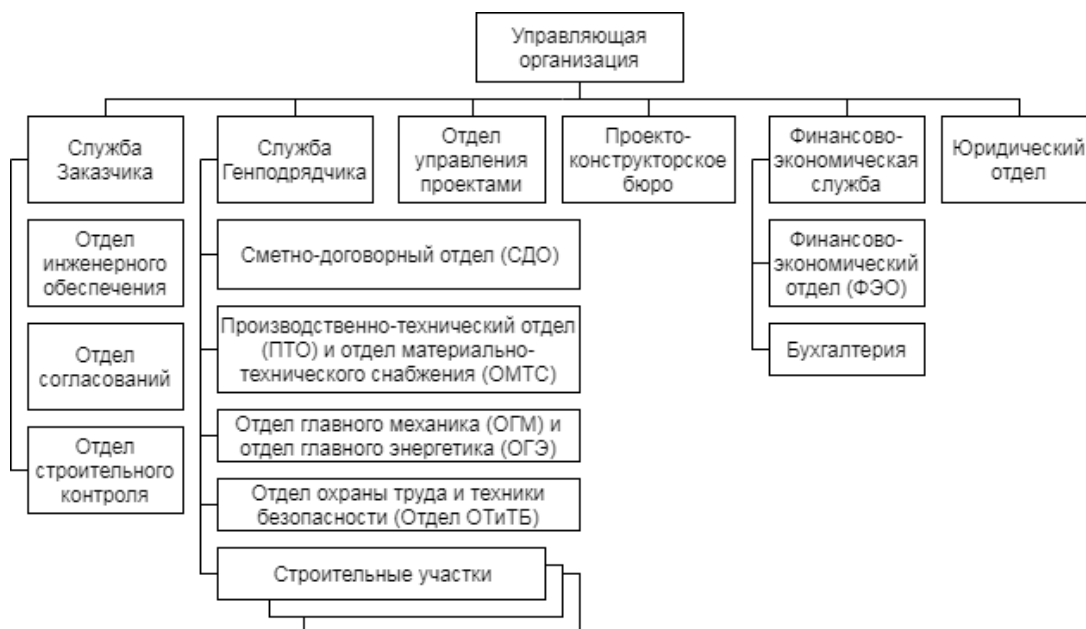 Управляющая
организация
Служба
Заказчика
Служба
Генподрядчика
Отдел
управления
проектами
Проекто-
конструкторское
бюро
Финансово-
экономическая
служба
Юридический
отдел
Отдел
инженерного
обеспечения
Отдел
согласований
Отдел
строительного
контроля
Сметно-договорный отдел (СДО)
Производственно-технический отдел
(ПТО) и отдел материально-
технического снабжения (ОМТС)
Отдел главного механика (ОГМ) и
отдел главного энергетика (ОГЭ)
Отдел охраны труда и техники
безопасности (Отдел ОТиТБ)
Строительные участки
Финансово-
экономический
отдел (ФЭО)
Бухгалтерия